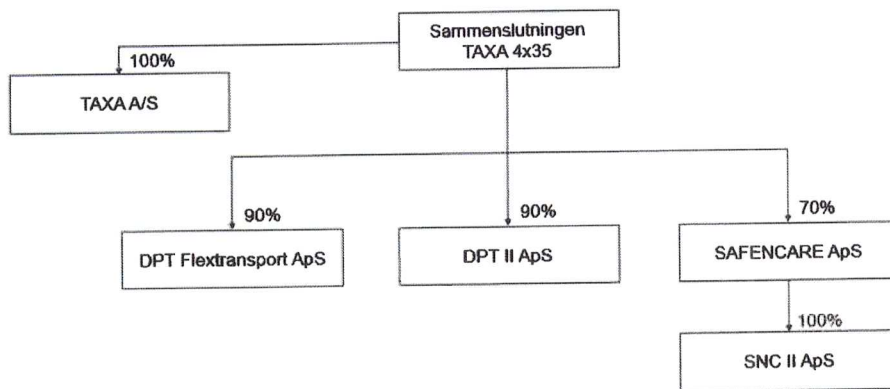 Sammenslutningen
TAXA 4x35
100%
TAXA A/S
90%
90%
70%
DPT Flextransport ApS
DPT II ApS
SAFENCARE ApS
100%
SNC II ApS